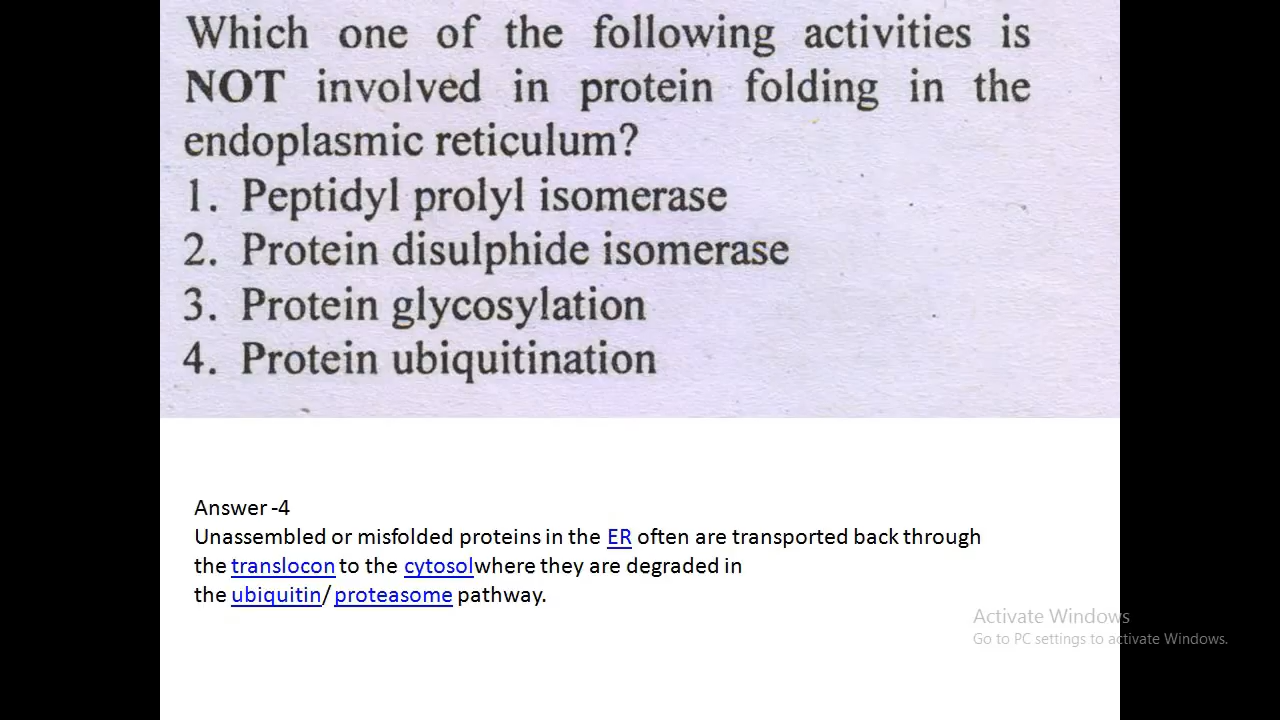 Which one of the following activities is
NOT involved in protein folding in the
endoplasmic reticulum?
1. Peptidyl prolyl isomerase
2. Protein disulphide isomerase
3. Protein glycosylation
4. Protein ubiquitination
Answer -4
Unassembled or misfolded proteins in the ER often are transported back through
the translocon to the cytosolwhere they are degraded in
the ubiquitin/proteasome pathway.
Activate Windows
Go to PC settings to activate Windows.